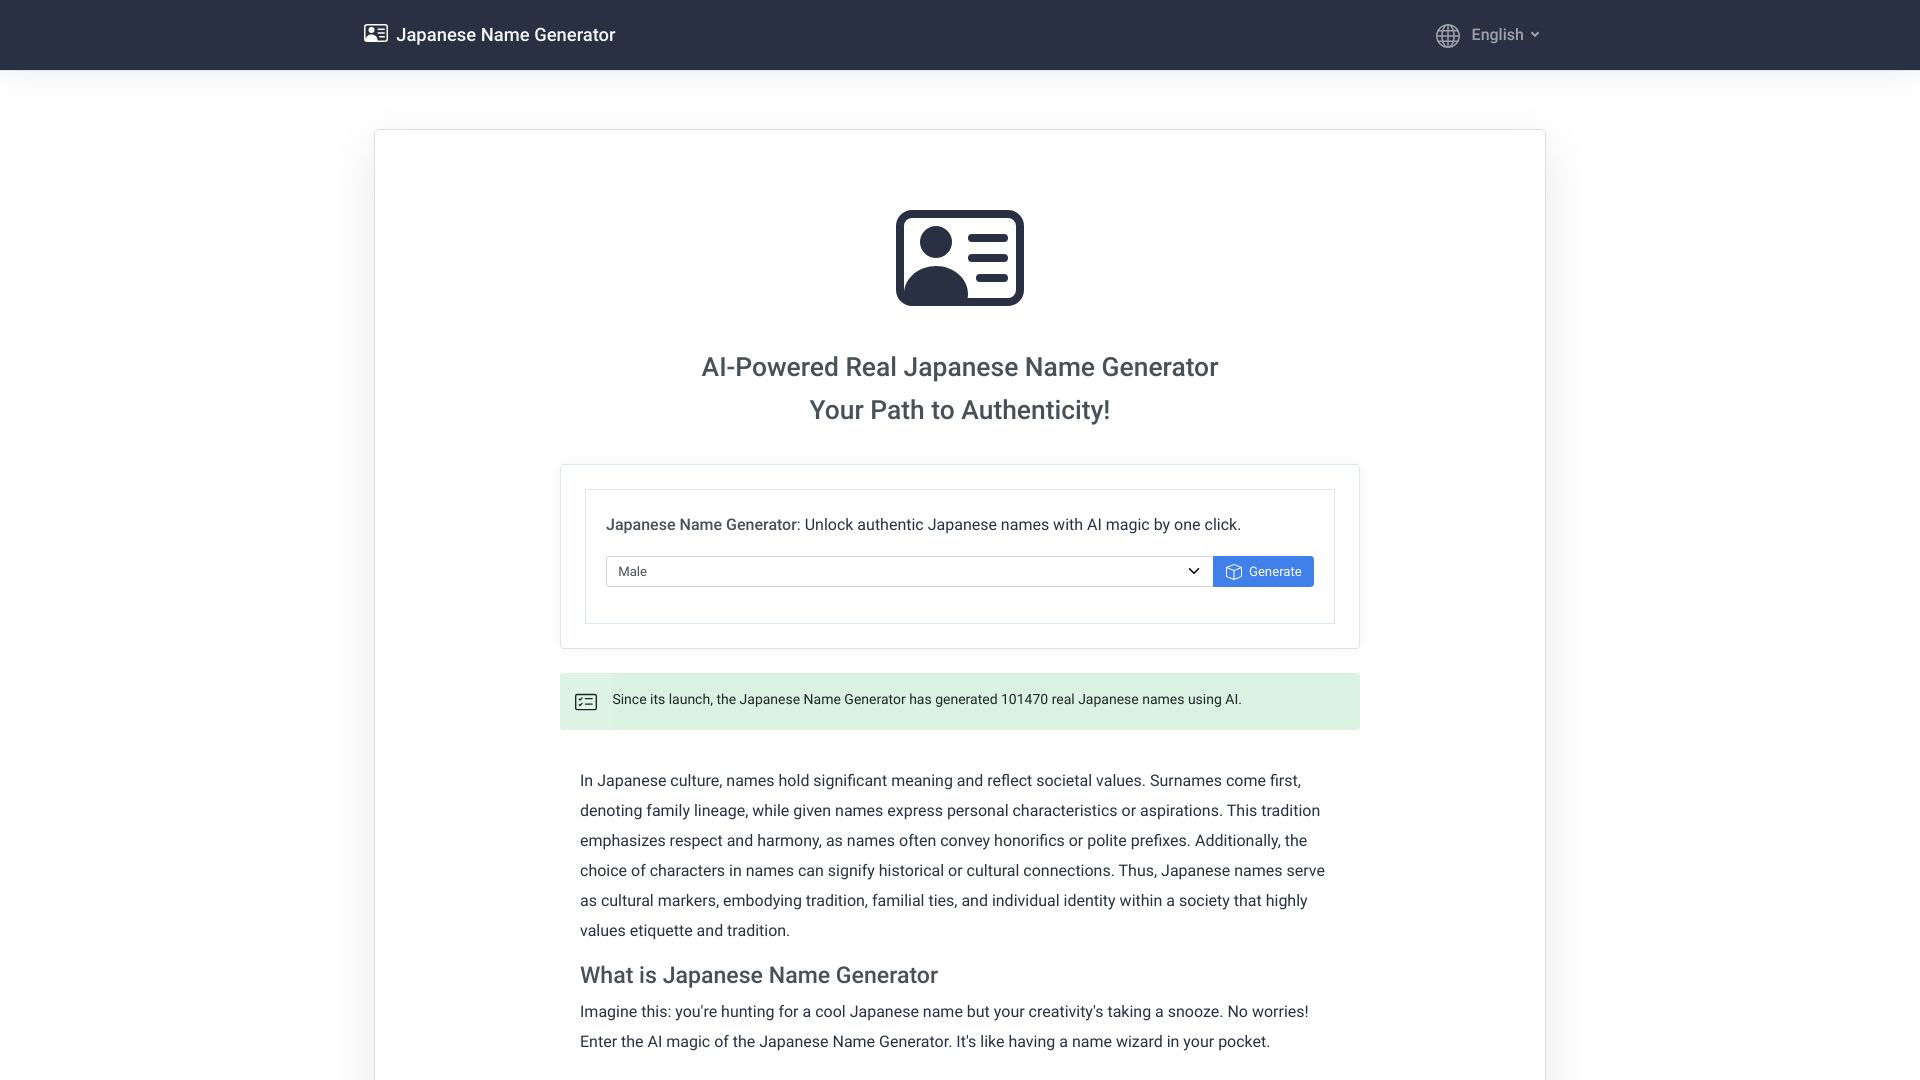 Japanese Name Generator
English
AI-Powered Real Japanese Name Generator
Your Path to Authenticity!
Japanese Name Generator: Unlock authentic Japanese names with AI magic by one click.
Male
Generate
Since its launch, the Japanese Name Generator has generated 101470 real Japanese names using AI.
In Japanese culture, names hold significant meaning and reflect societal values. Surnames come first,
denoting family lineage, while given names express personal characteristics or aspirations. This tradition
emphasizes respect and harmony, as names often convey honorifics or polite prefixes. Additionally, the
choice of characters in names can signify historical or cultural connections. Thus, Japanese names serve
as cultural markers, embodying tradition, familial ties, and individual identity within a society that highly
values etiquette and tradition.
What is Japanese Name Generator
Imagine this: you're hunting for a cool Japanese name but your creativity's taking a snooze. No worries!
Enter the AI magic of the Japanese Name Generator. It's like having a name wizard in your pocket.